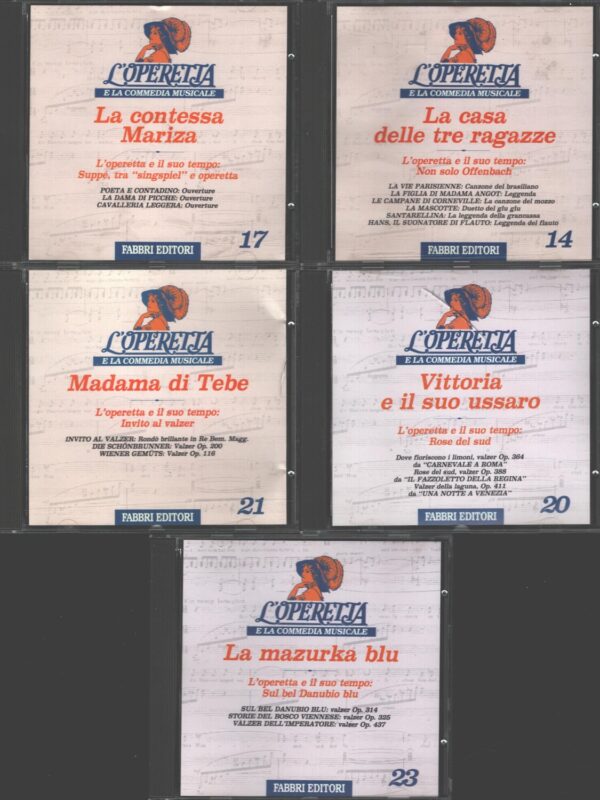 L'OPERETTA
E LA COMMEDIA MUSICALE
La contessa
Mariza
L'operetta e il suo tempo:
Suppé, tra "singspiel" e operetta
POETA E CONTADINO: Ouverture
LA DAMA DI PICCHE: Ouverture
CAVALLERIA LEGGERA: Ouverture
FABBRI EDITORI
17
L'OPERETTA
E LA COMMEDIA MUSICALE
La casa
delle tre ragazze
L'operetta e il suo tempo:
Non solo Offenbach
LA VIE PARISIENNE: Canzone del brasiliano
LA FIGLIA DI MADAMA ANGOT: Leggenda
LE CAMPANE DI CORNEVILLE: La canzone del mozzo
LA MASCOTTE: Duetto del glu glu
SANTARELLINA: La leggenda della grancassa
HANS, IL SUONATORE DI FLAUTO: Leggenda del flauto
FABBRI EDITORI
14
L'OPERETTA
E LA COMMEDIA MUSICALE
Madama di Tebe
L'operetta e il suo tempo:
Invito al valzer
INVITO AL VALZER: Rondò brillante in Re Bem. Magg.
DIE SCHÖNBRUNNER: Valzer Op. 200
WIENER GEMÜTS: Valzer Op. 116
FABBRI EDITORI
21
L'OPERETTA
E LA COMMEDIA MUSICALE
Vittoria
e il suo ussaro
L'operetta e il suo tempo:
Rose del sud
Dove fioriscono i limoni, valzer Op. 364
da "CARNEVALE A ROMA"
Rose del sud, valzer Op. 388
da "IL FAZZOLETTO DELLA REGINA"
Valzer della laguna, Op. 411
da "UNA NOTTE A VENEZIA"
FABBRI EDITORI
20
L'OPERETTA
E LA COMMEDIA MUSICALE
La mazurka blu
L'operetta e il suo tempo:
Sul bel Danubio blu
SUL BEL DANUBIO BLU: valzer Op. 314
STORIE DEL BOSCO VIENNESE: valzer Op. 325
VALZER DELL'IMPERATORE: valzer Op. 437
FABBRI EDITORI
23